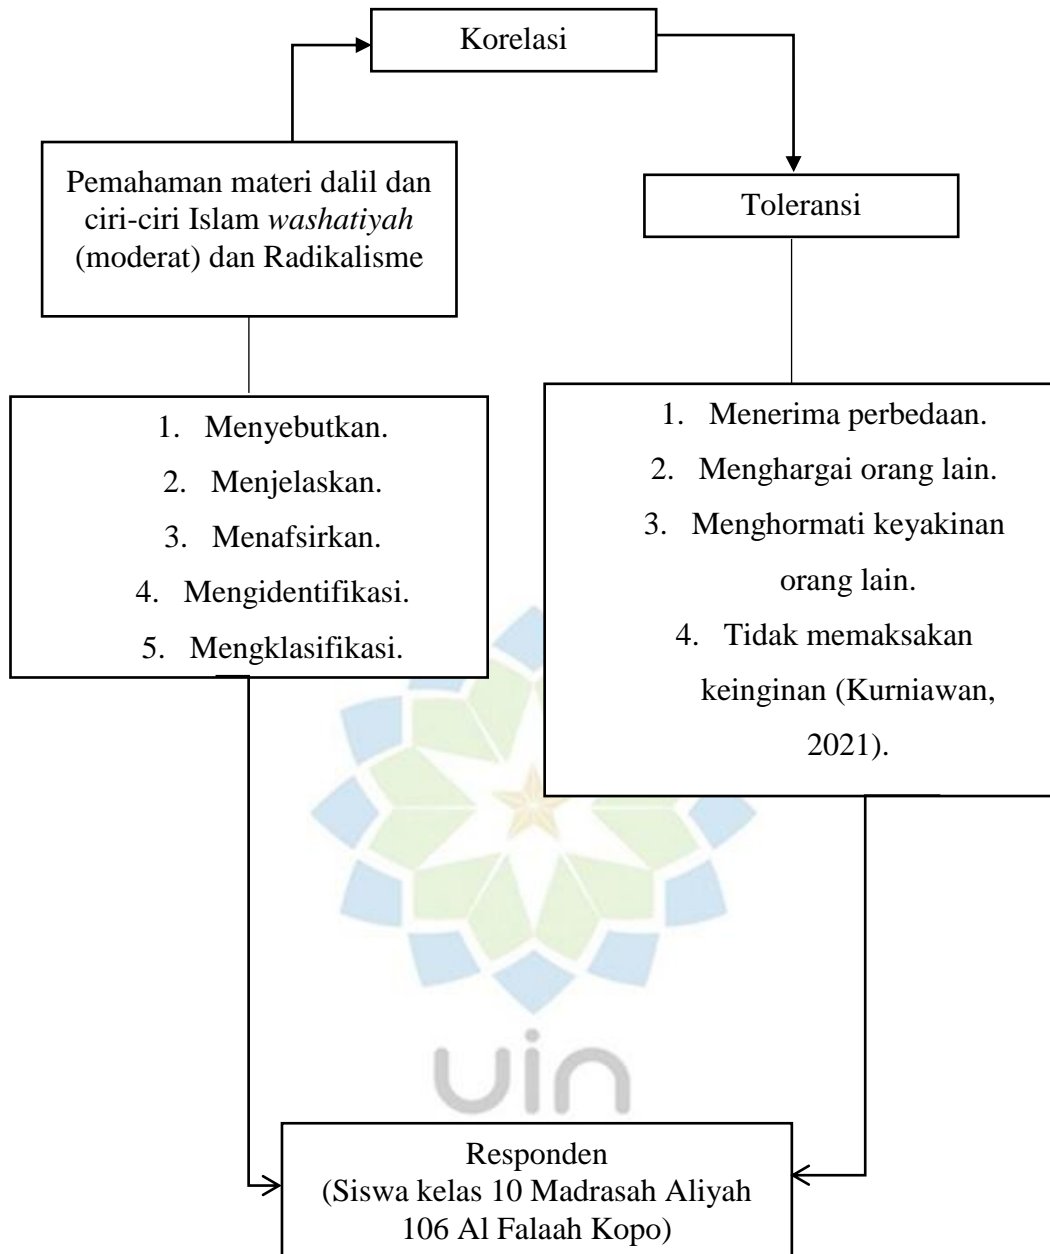 Korelasi
Pemahaman materi dalil dan
ciri-ciri Islam washatiyah
(moderat) dan Radikalisme
Toleransi
1. Menyebutkan.
2. Menjelaskan.
3. Menafsirkan.
4. Mengidentifikasi.
5. Mengklasifikasi.
1. Menerima perbedaan.
2. Menghargai orang lain.
3. Menghormati keyakinan
orang lain.
4. Tidak memaksakan
keinginan (Kurniawan,
2021).
uin
Responden
(Siswa kelas 10 Madrasah Aliyah
106 Al Falaah Kopo)